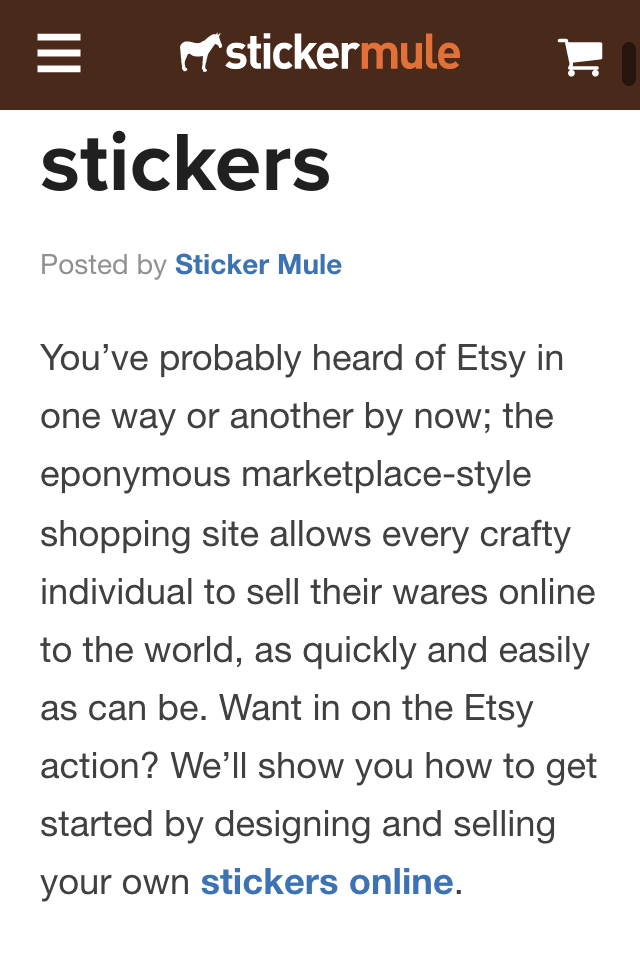 stickermule
stickers
Posted by Sticker Mule
You’ve probably heard of Etsy in
one way or another by now; the
eponymous marketplace-style
shopping site allows every crafty
individual to sell their wares online
to the world, as quickly and easily
as can be. Want in on the Etsy
action? We’ll show you how to get
started by designing and selling
your own stickers online.